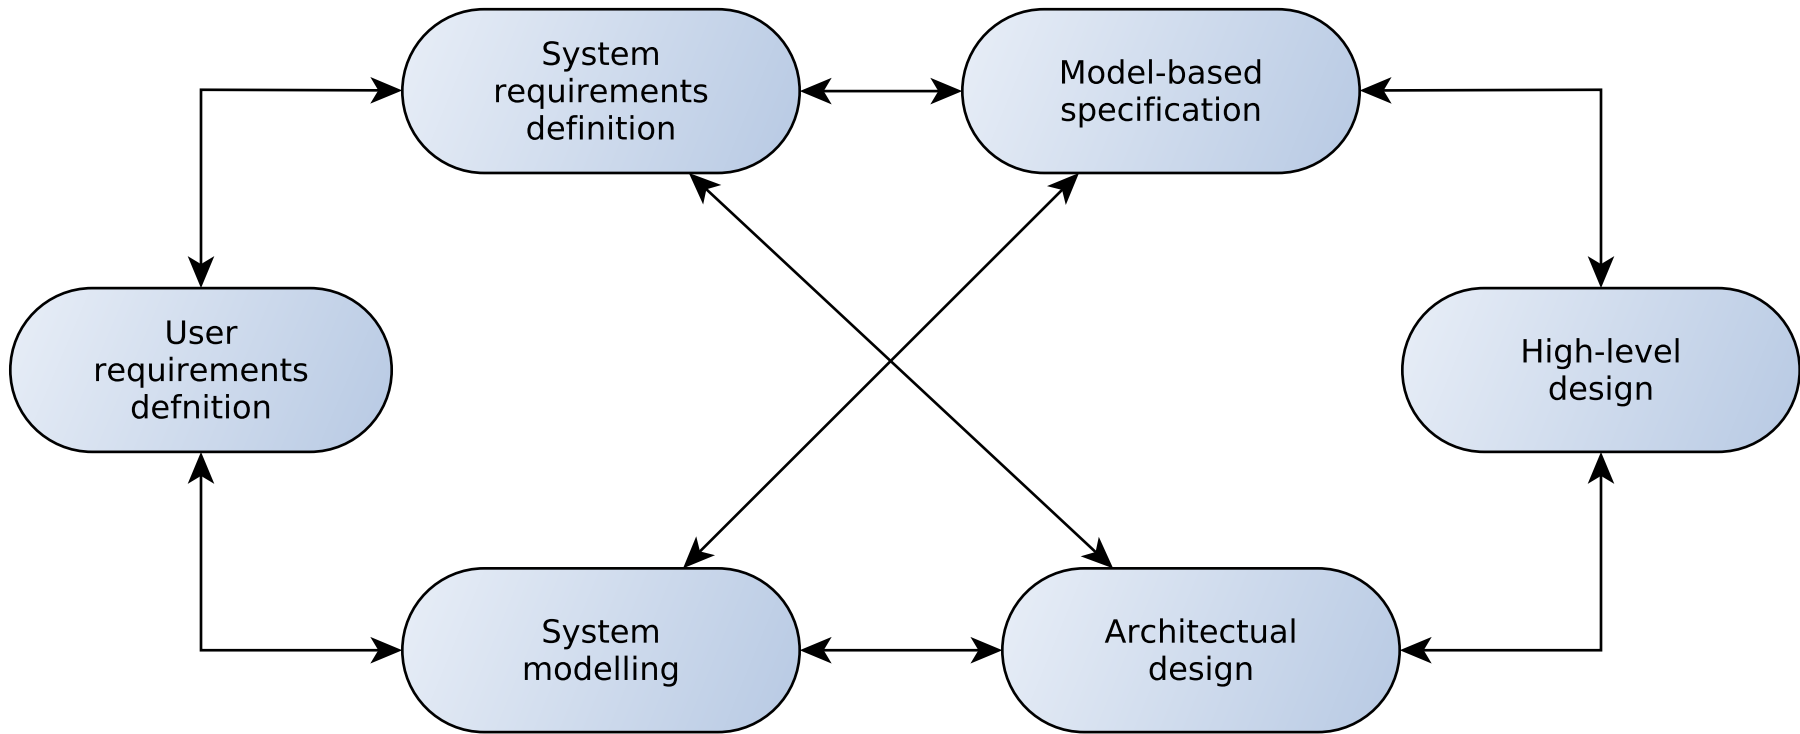 System
requirements
definition
Model-based
specification
User
requirements
defnition
High-level
design
System
modelling
Architectual
design